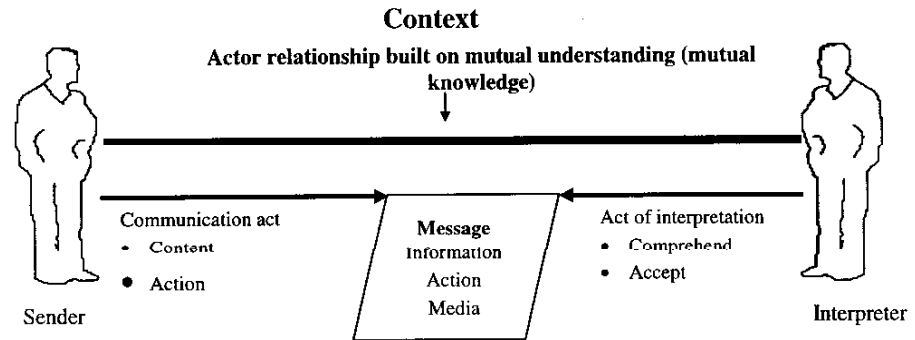 Context
Actor relationship built on mutual understanding (mutual
knowledge)
Communication act
- Content
• Action
Message
Information
Action
Media
Act of interpretation
• Comprehend
• Accept
Sender
Interpreter